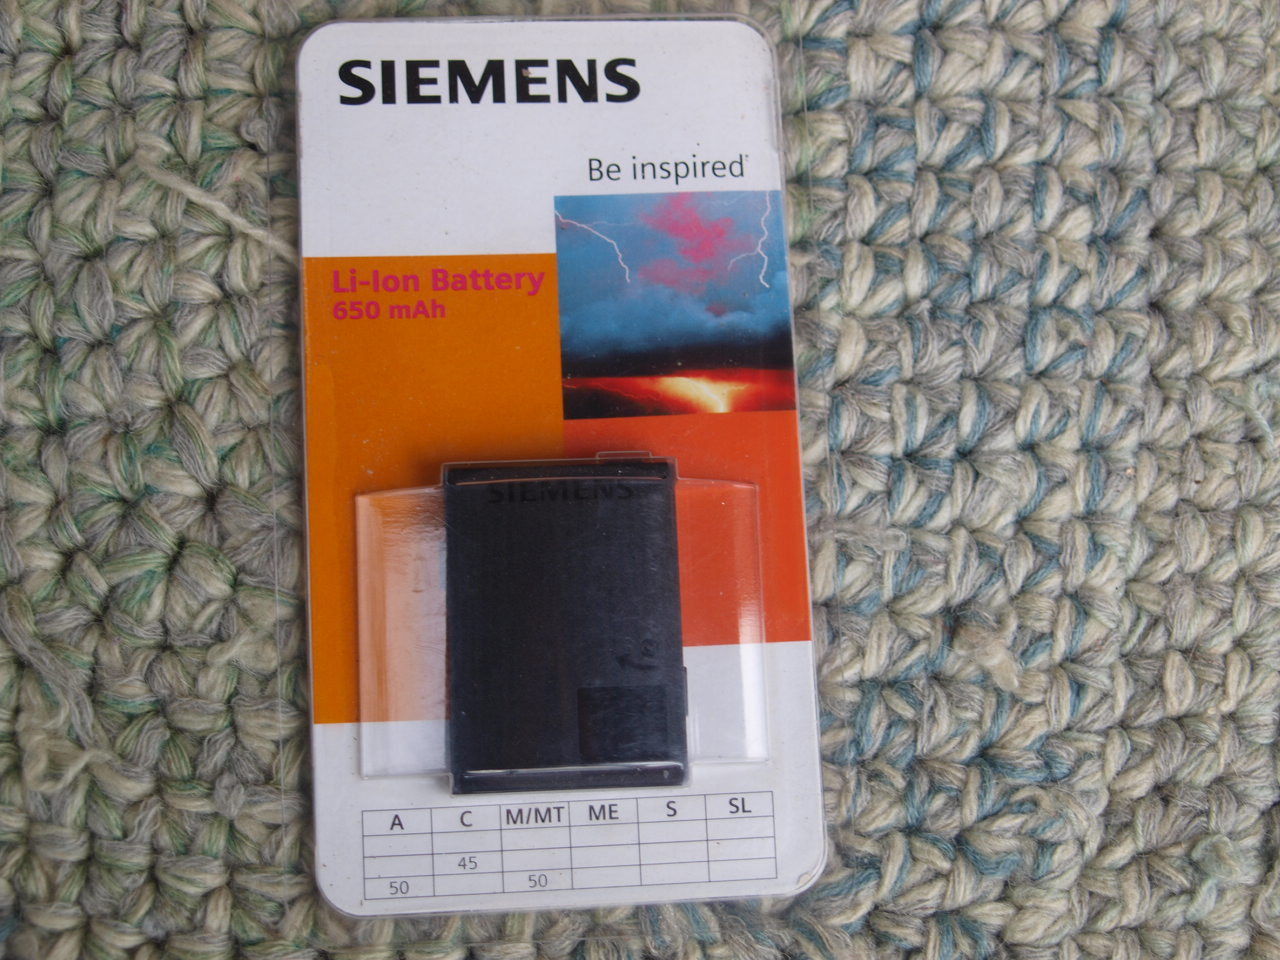 SIEMENS
Be inspired
Li-Ion Battery
650 mAh
SIEMENS
A C M/MT ME S SL
45
50 50